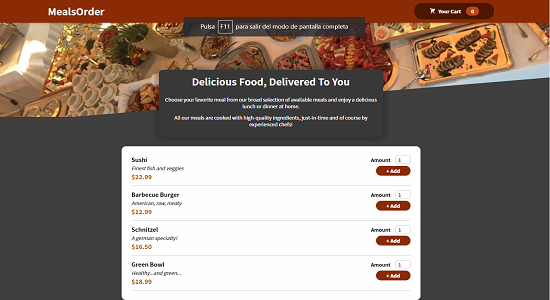 MealsOrder
Your Cart 0
Pulsa F11 para salir del modo de pantalla completa
Delicious Food, Delivered To You
Choose your favorite meal from our broad selection of available meals and enjoy a delicious
lunch or dinner at home.
All our meals are cooked with high-quality ingredients, just-in-time and of course by
experienced chefs!
Sushi
Finest fish and veggies
$22.99
Amount 1
+ Add
Barbecue Burger
American, raw, meaty
$12.99
Amount 1
+ Add
Schnitzel
A german specialty!
$16.50
Amount 1
+ Add
Green Bowl
Healthy...and green...
$18.99
Amount 1
+ Add